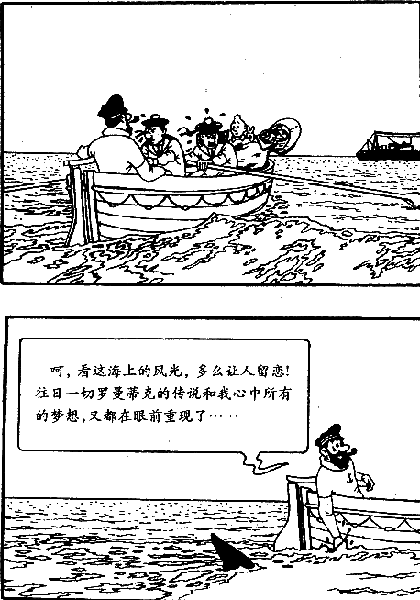 呵，看这海上的风光，多么让人留恋！
往日一切罗曼蒂克的传说和我心中所有
的梦想，又都在眼前重现了……